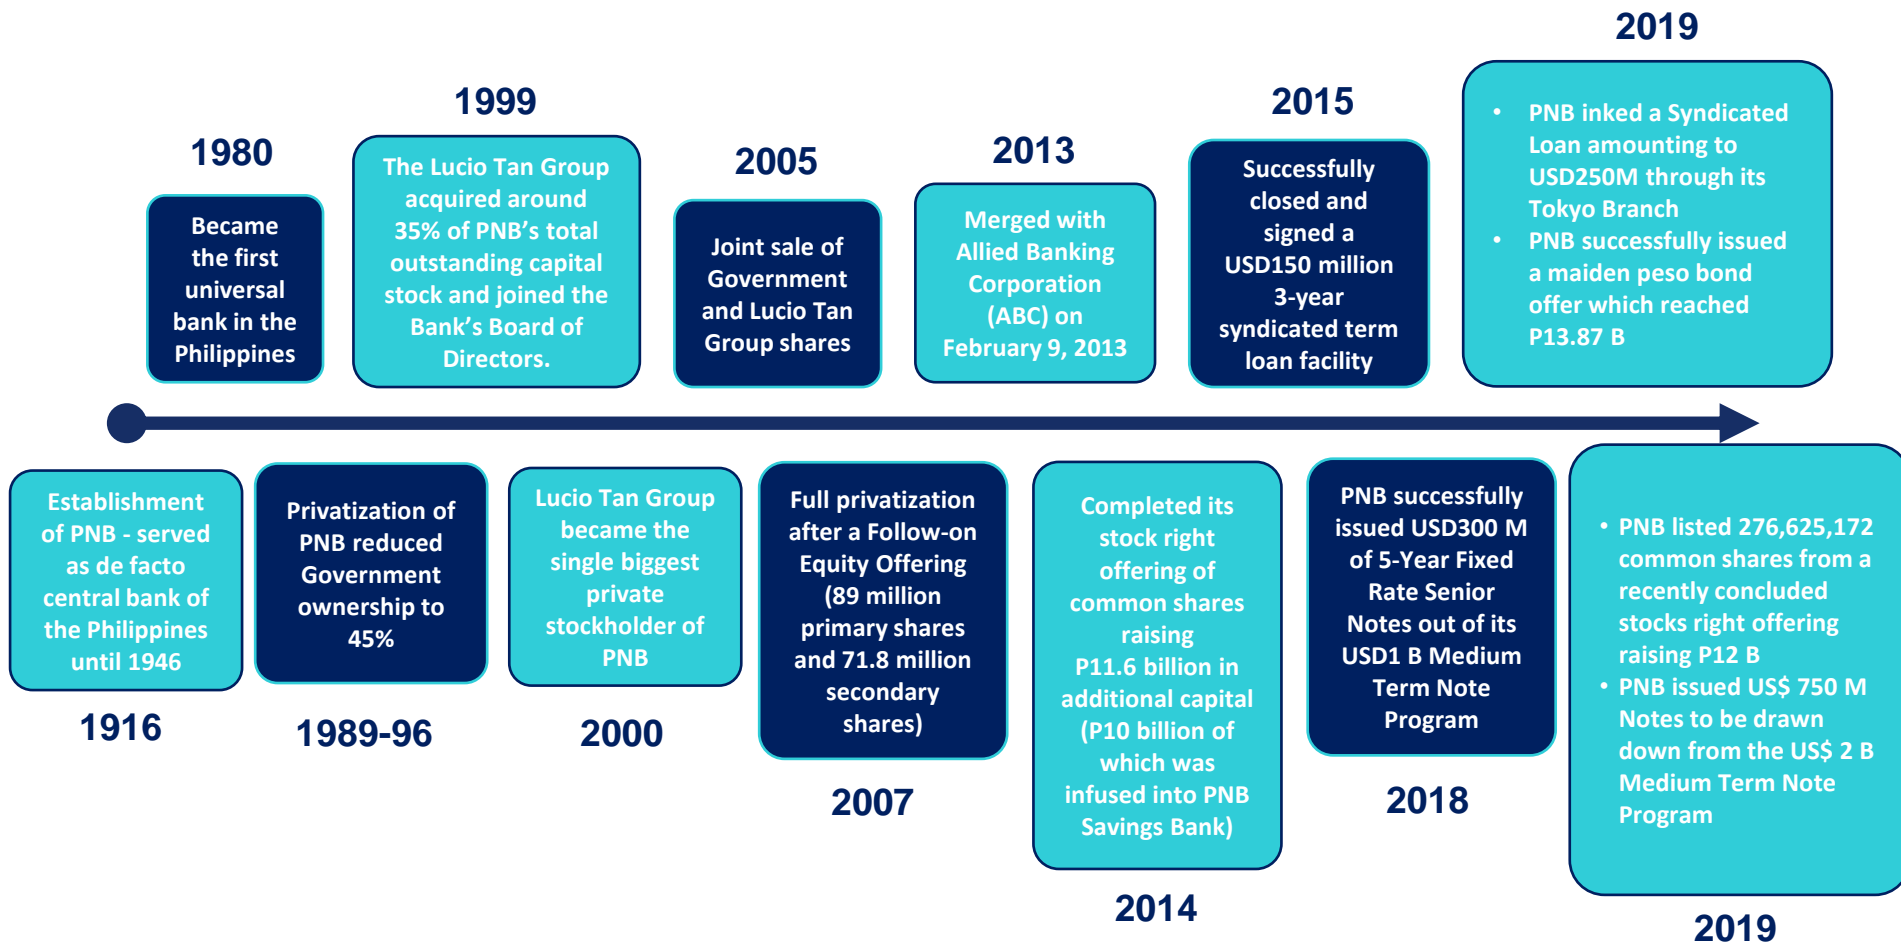 1980
Became
the first
universal
bank in the
Philippines
1999
The Lucio Tan Group
acquired around
35% of PNB’s total
outstanding capital
stock and joined the
Bank’s Board of
Directors.
2005
Joint sale of
Government
and Lucio Tan
Group shares
2013
Merged with
Allied Banking
Corporation
(ABC) on
February 9, 2013
2015
Successfully
closed and
signed a
USD150 million
3-year
syndicated term
loan facility
2019
• PNB inked a Syndicated
Loan amounting to
USD250M through its
Tokyo Branch
• PNB successfully issued
a maiden peso bond
offer which reached
P13.87 B
Establishment
of PNB - served
as de facto
central bank of
the Philippines
until 1946
1916
Privatization of
PNB reduced
Government
ownership to
45%
1989-96
Lucio Tan Group
became the
single biggest
private
stockholder of
PNB
2000
Full privatization
after a Follow-on
Equity Offering
(89 million
primary shares
and 71.8 million
secondary
shares)
2007
Completed its
stock right
offering of
common shares
raising
P11.6 billion in
additional capital
(P10 billion of
which was
infused into PNB
Savings Bank)
2014
PNB successfully
issued USD300 M
of 5-Year Fixed
Rate Senior
Notes out of its
USD1 B Medium
Term Note
Program
2018
• PNB listed 276,625,172
common shares from a
recently concluded
stocks right offering
raising P12 B
• PNB issued US$ 750 M
Notes to be drawn
down from the US$ 2 B
Medium Term Note
Program
2019